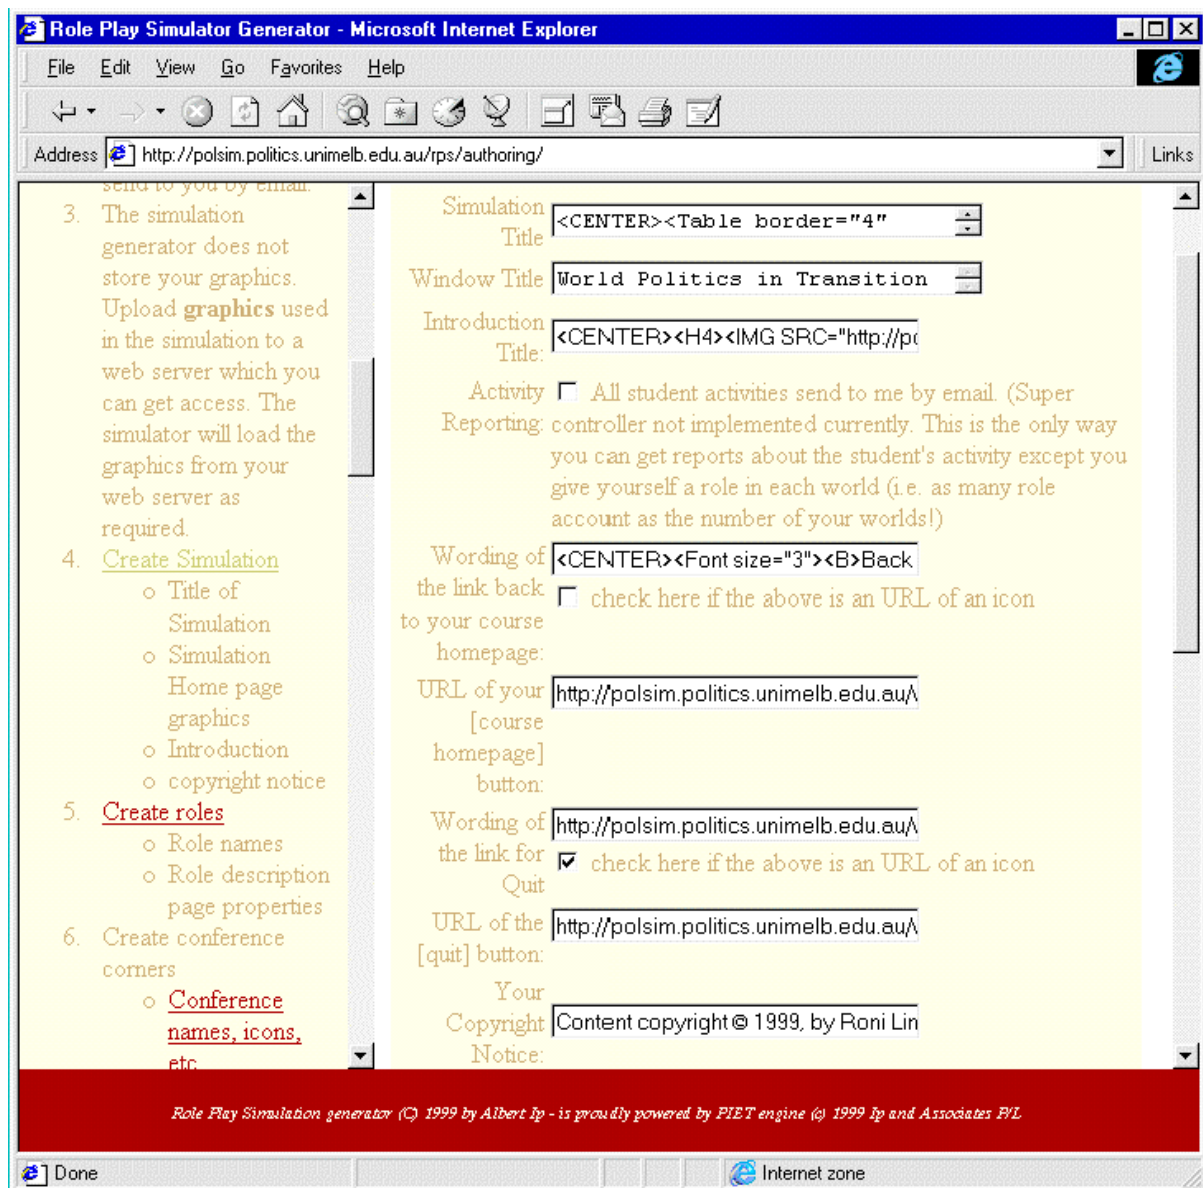 Role Play Simulator Generator - Microsoft Internet Explorer
File Edit View Go Favorites Help
Address http://polsim.politics.unimelb.edu.au/rps/authoring/ Links
send to you by email.
3. The simulation
generator does not
store your graphics.
Upload graphics used
in the simulation to a
web server which you
can get access. The
simulator will load the
graphics from your
web server as
required.
4. Create Simulation
o Title of
Simulation
o Simulation
Home page
graphics
o Introduction
o copyright notice
5. Create roles
o Role names
o Role description
page properties
6. Create conference
corners
o Conference
names, icons,
etc
Simulation
Title
<CENTER><Table border="4"
Window Title World Politics in Transition
Introduction
Title:
<CENTER><H4><IMG SRC="http://po
Activity
Reporting:
All student activities send to me by email. (Super
controller not implemented currently. This is the only way
you can get reports about the student's activity except you
give yourself a role in each world (i.e. as many role
account as the number of your worlds!)
Wording of
the link back
to your course
homepage:
<CENTER><Font size="3"><B>Back
check here if the above is an URL of an icon
URL of your
[course
homepage]
button:
http://polsim.politics.unimelb.edu.au/
Wording of
the link for
Quit
http://polsim.politics.unimelb.edu.au/
check here if the above is an URL of an icon
URL of the
[quit] button:
http://polsim.politics.unimelb.edu.au/
Your
Copyright
Notice:
Content copyright © 1999, by Roni Lin
Role Play Simulation generator (C) 1999 by Albert Ip - is proudly powered by PIET engine (c) 1999 Ip and Associates P/L
Done Internet zone